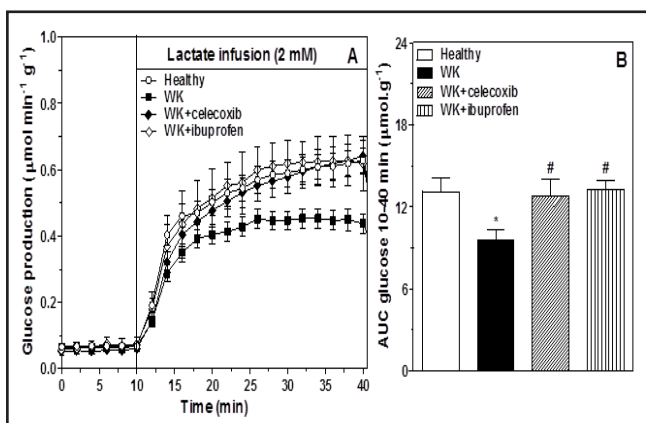 Lactate infusion (2 mM) A
Healthy
WK
WK+celecoxib
WK+ibuprofen
Glucose production (μmol min⁻¹ g⁻¹)
1.0
0.8
0.6
0.4
0.2
0.0
0 5 10 15 20 25 30 35 40
Time (min)
B
Healthy
WK
WK+celecoxib
WK+ibuprofen
AUC glucose 10-40 min (μmol.g⁻¹)
24
18
13
9
0
* # #